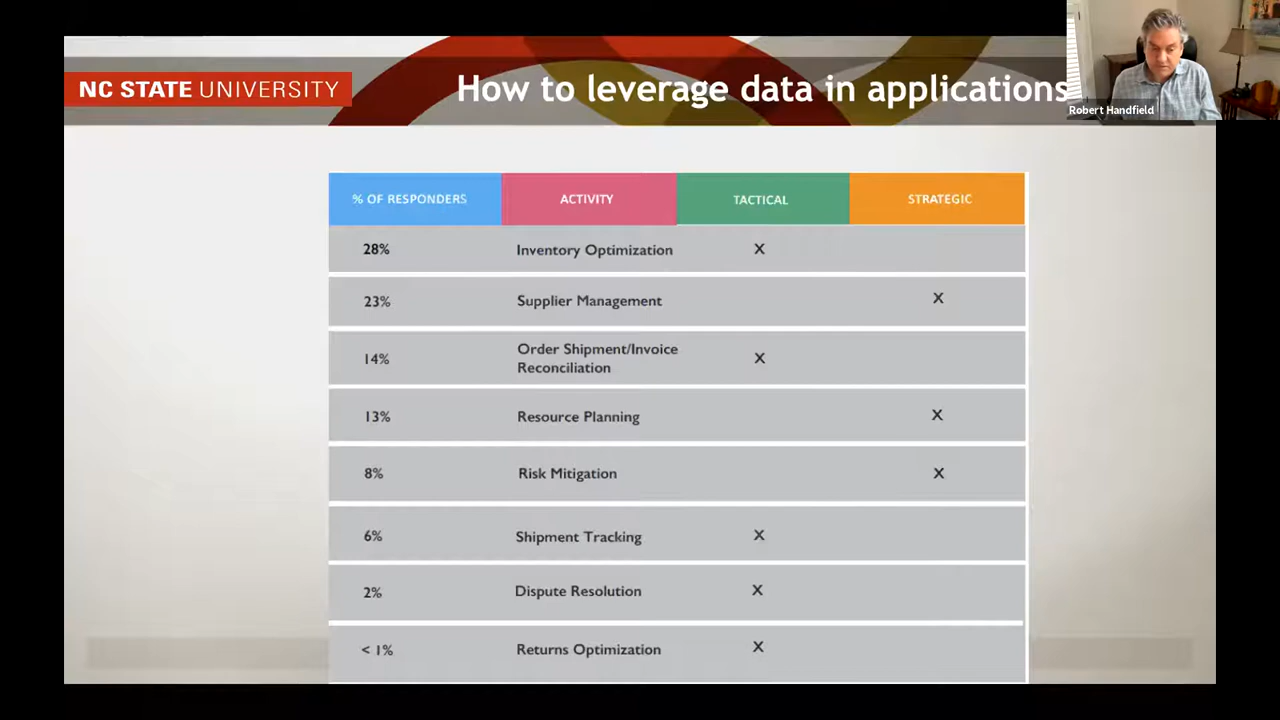 NC STATE UNIVERSITY
How to leverage data in applications
Robert Handfield
% OF RESPONDERS ACTIVITY TACTICAL STRATEGIC
28% Inventory Optimization X
23% Supplier Management X
14% Order Shipment/Invoice
Reconciliation X
13% Resource Planning X
8% Risk Mitigation X
6% Shipment Tracking X
2% Dispute Resolution X
< 1% Returns Optimization X